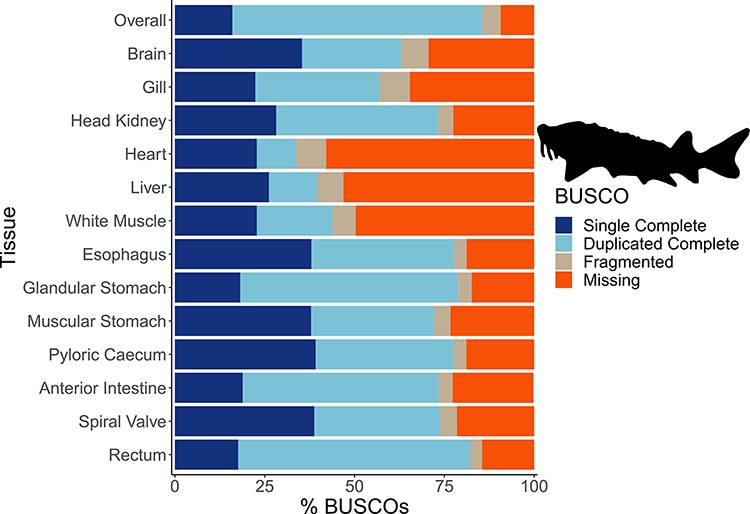 Tissue
Overall
Brain
Gill
Head Kidney
Heart
Liver
White Muscle
Esophagus
Glandular Stomach
Muscular Stomach
Pyloric Caecum
Anterior Intestine
Spiral Valve
Rectum
0 25 50 75 100
% BUSCOs
BUSCO
Single Complete
Duplicated Complete
Fragmented
Missing